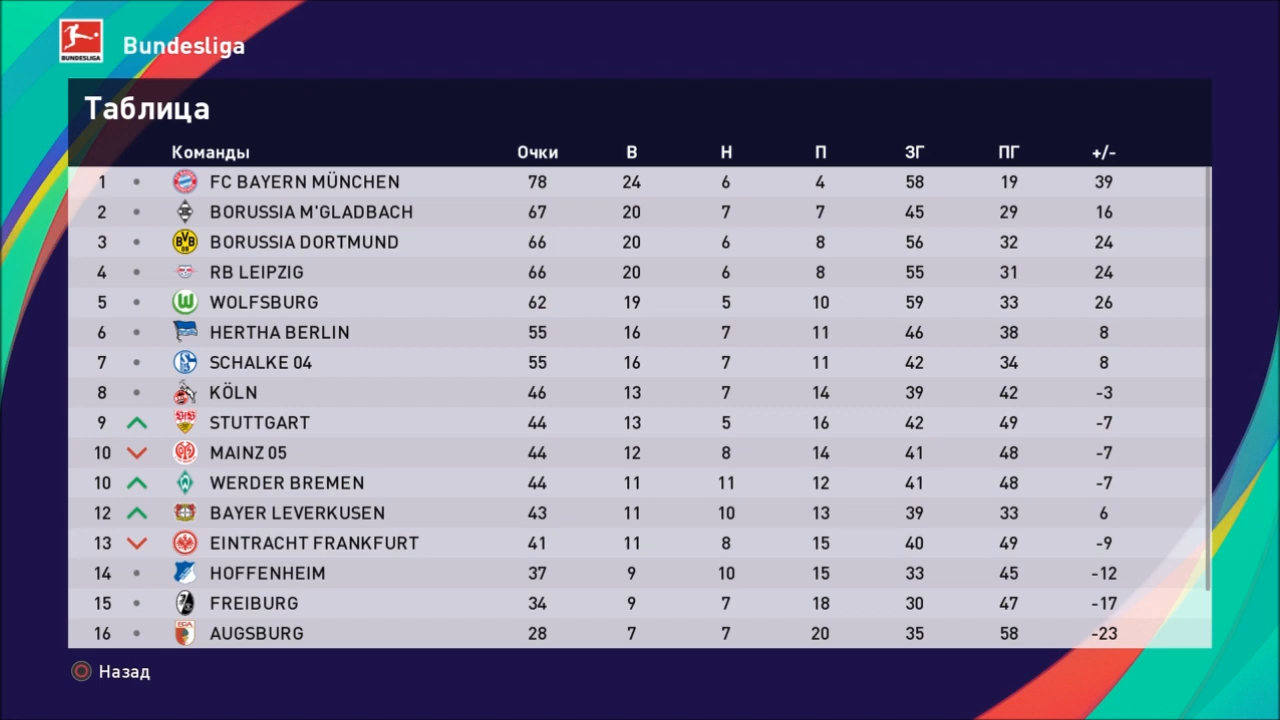 BUNDESLIGA
Bundesliga
Таблица
Команды Очки В Н П ЗГ ПГ +/-
1 FC BAYERN MÜNCHEN 78 24 6 4 58 19 39
2 BORUSSIA M'GLADBACH 67 20 7 7 45 29 16
3 BVB 09 BORUSSIA DORTMUND 66 20 6 8 56 32 24
4 RB LEIPZIG 66 20 6 8 55 31 24
5 W WOLFSBURG 62 19 5 10 59 33 26
6 HERTHA BERLIN 55 16 7 11 46 38 8
7 SCHALKE 04 55 16 7 11 42 34 8
8 KÖLN 46 13 7 14 39 42 -3
9 VfB STUTTGART 44 13 5 16 42 49 -7
10 MAINZ 05 44 12 8 14 41 48 -7
10 WERDER BREMEN 44 11 11 12 41 48 -7
12 BAYER LEVERKUSEN 43 11 10 13 39 33 6
13 EINTRACHT FRANKFURT 41 11 8 15 40 49 -9
14 HOFFENHEIM 37 9 10 15 33 45 -12
15 FREIBURG 34 9 7 18 30 47 -17
16 AUGSBURG 28 7 7 20 35 58 -23
Назад